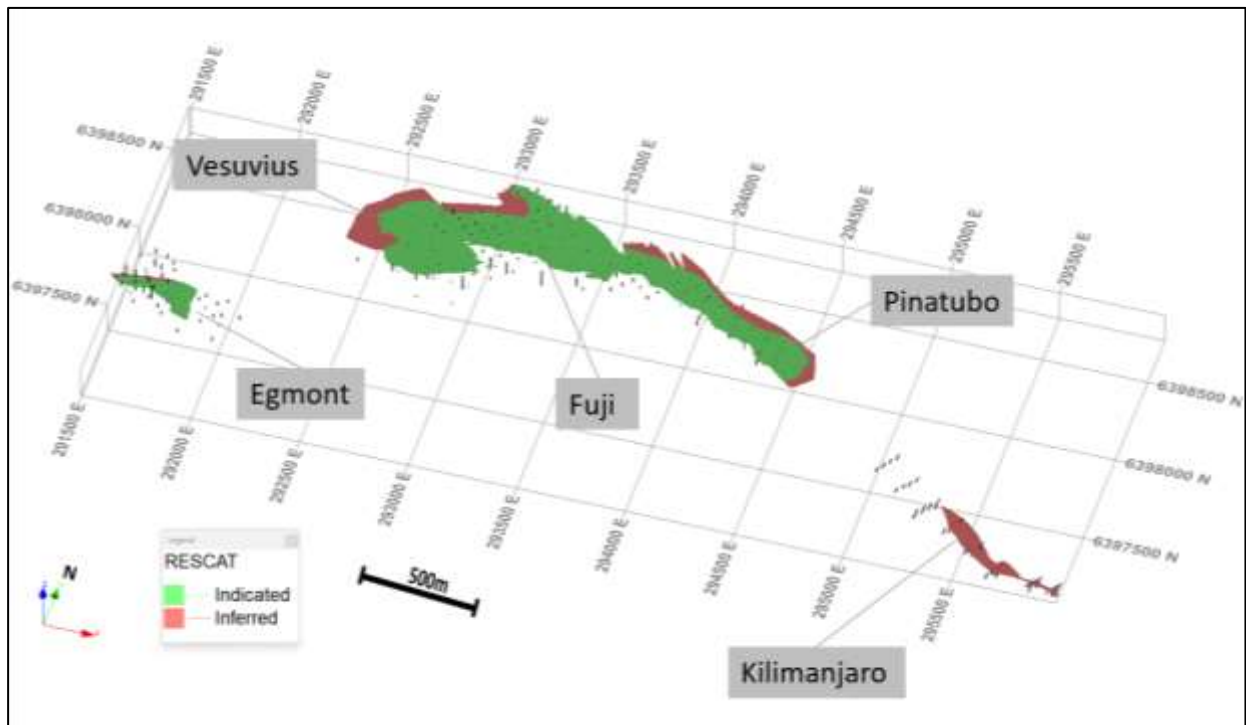 291500 E
292000 E
292500 E
293000 E
293500 E
294000 E
294500 E
295000 E
295500 E
6398500 N
Vesuvius
6398000 N
6397500 N
Pinatubo
Egmont
Fuji
6398500 N
6398000 N
6397500 N
291500 E
292000 E
292500 E
293000 E
293500 E
294000 E
294500 E
295000 E
295500 E
N
RESCAT
Indicated
Inferred
500m
Kilimanjaro